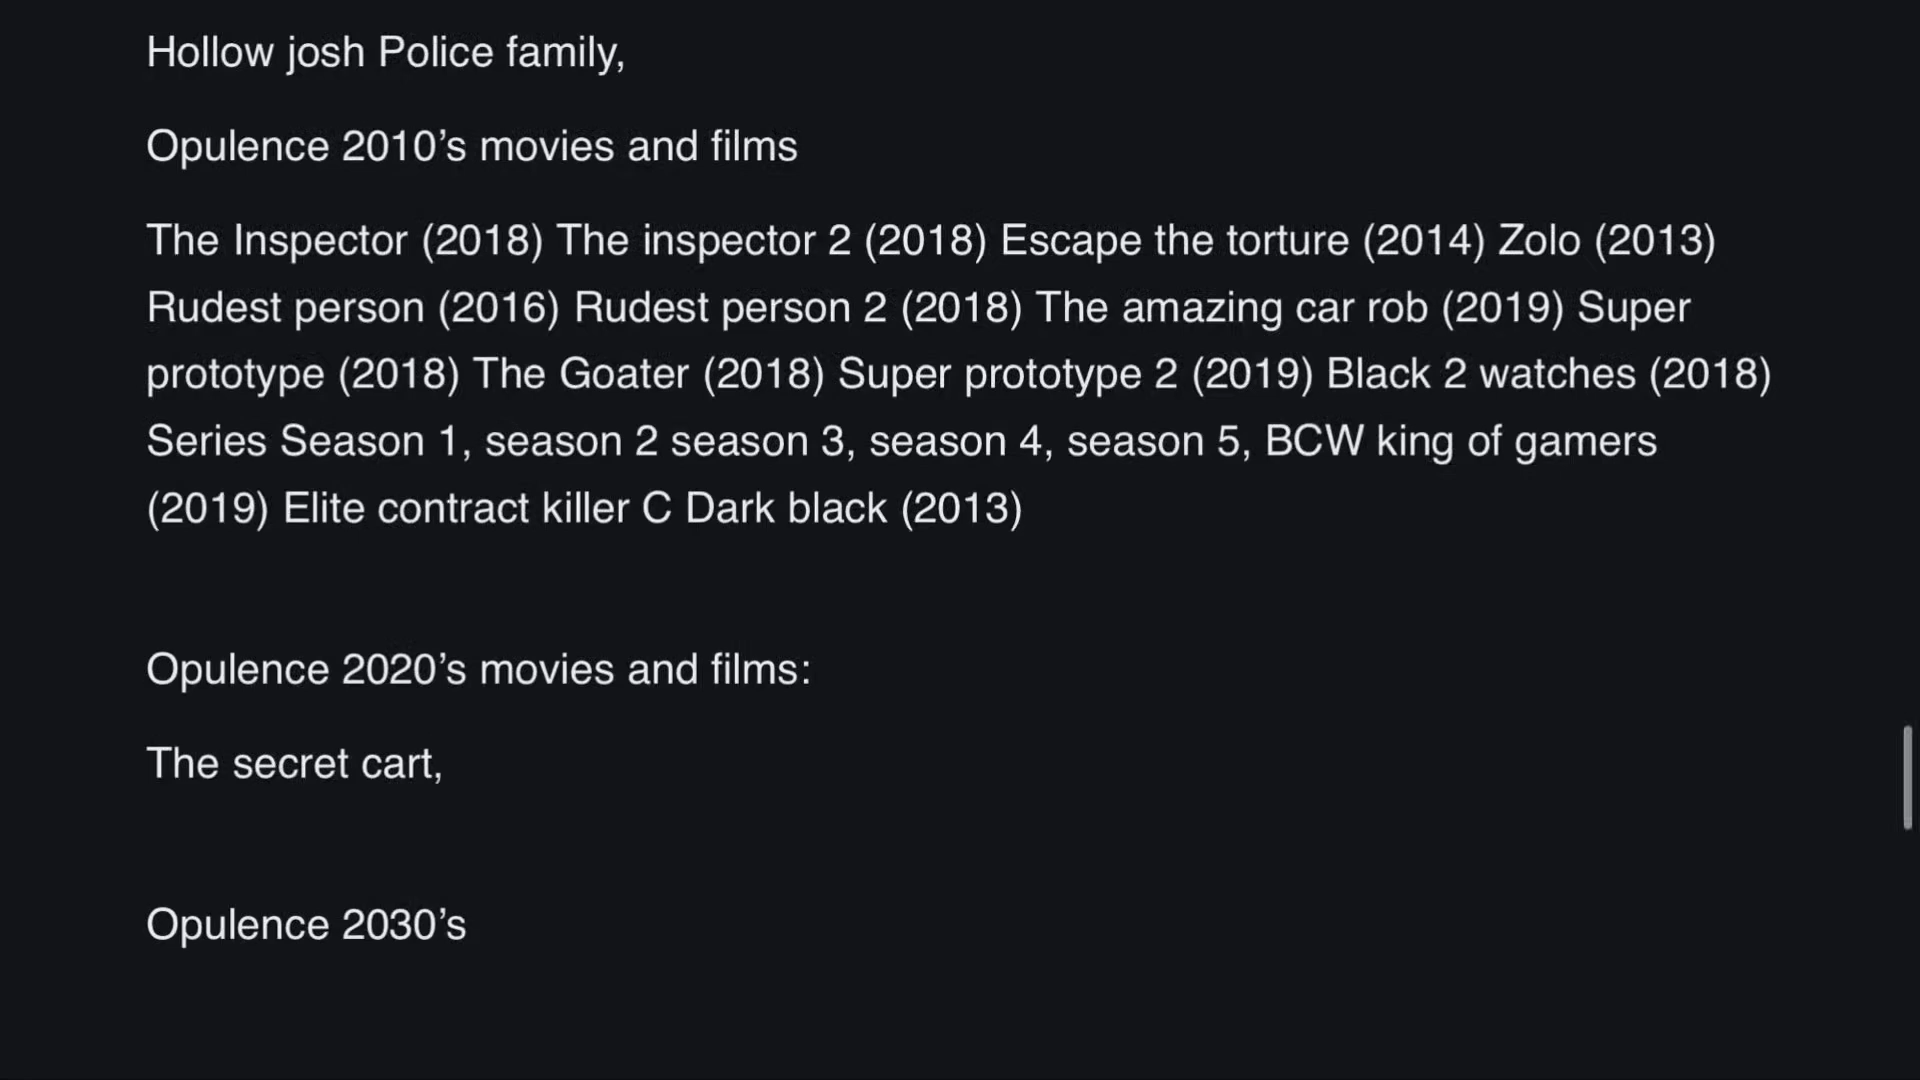 Hollow josh Police family,
Opulence 2010’s movies and films
The Inspector (2018) The inspector 2 (2018) Escape the torture (2014) Zolo (2013)
Rudest person (2016) Rudest person 2 (2018) The amazing car rob (2019) Super
prototype (2018) The Goater (2018) Super prototype 2 (2019) Black 2 watches (2018)
Series Season 1, season 2 season 3, season 4, season 5, BCW king of gamers
(2019) Elite contract killer C Dark black (2013)
Opulence 2020’s movies and films:
The secret cart,
Opulence 2030’s